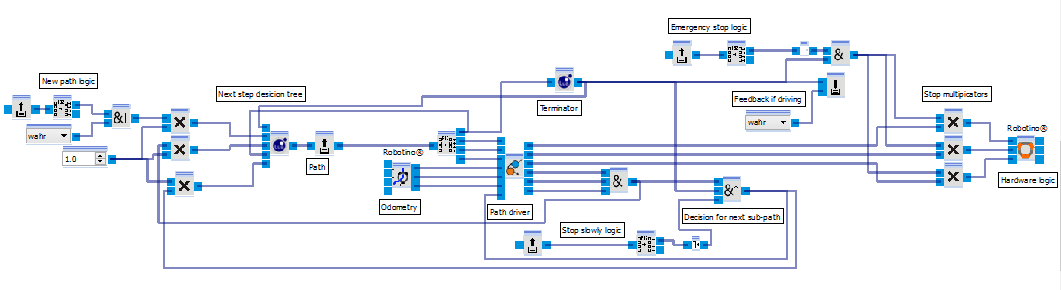 Emergency stop logic
New path logic
Next step desicion tree
Terminator
Feedback if driving
Stop multipicators
wahr
wahr
1.0
Path
Robotino®
Robotino®
Odometry
Path driver
Decision for next sub-path
Hardware logic
Stop slowly logic